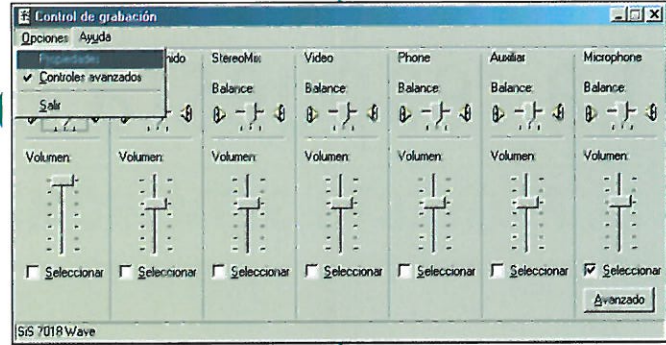 Control de grabación
Opciones Ayuda
Propiedades
Controles avanzados
Salir
nido StereoMix Video Phone Auxiliar Microphone
Balance: Balance: Balance: Balance: Balance:
Volumen: Volumen: Volumen: Volumen: Volumen: Volumen: Volumen:
Seleccionar Seleccionar Seleccionar Seleccionar Seleccionar Seleccionar Seleccionar
Avanzado
SiS 7018 Wave